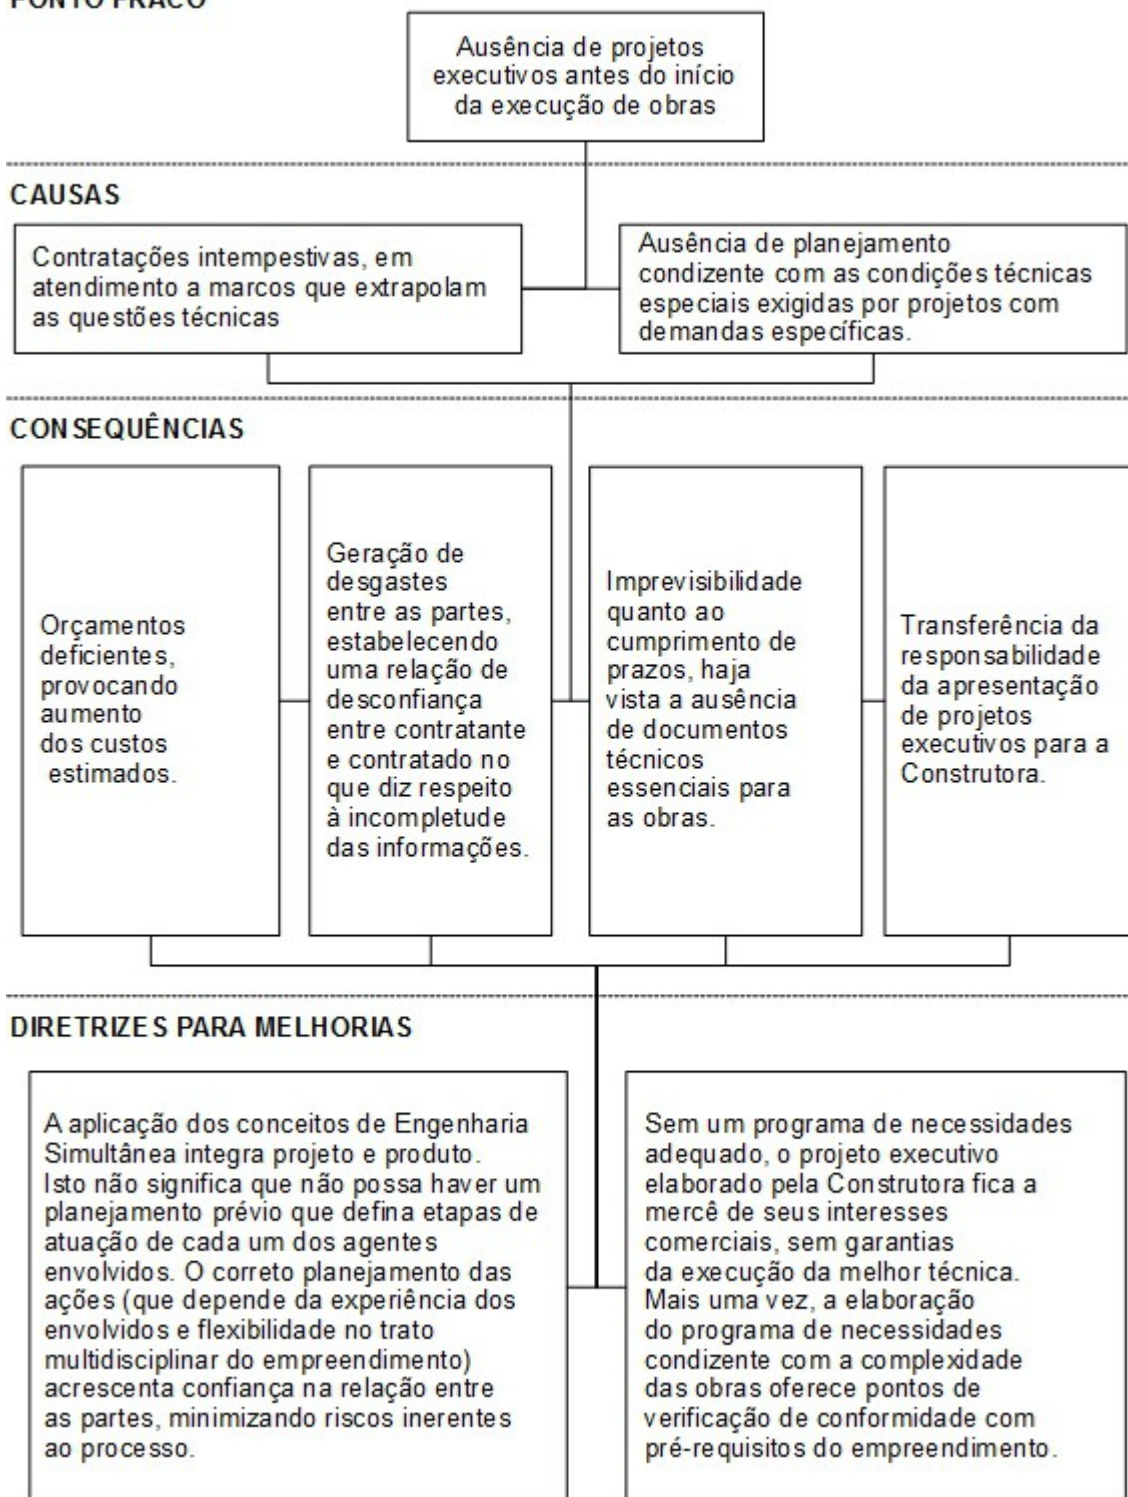 PONTO FRACO
Ausência de projetos
executivos antes do início
da execução de obras
CAUSAS
Contratações intempestivas, em
atendimento a marcos que extrapolam
as questões técnicas
Ausência de planejamento
condizente com as condições técnicas
especiais exigidas por projetos com
demandas específicas.
CONSEQUÊNCIAS
Orçamentos
deficientes,
provocando
aumento
dos custos
estimados.
Geração de
desgastes
entre as partes,
estabelecendo
uma relação de
desconfiança
entre contratante
e contratado no
que diz respeito
à incompletude
das informações.
Imprevisibilidade
quanto ao
cumprimento de
prazos, haja
vista a ausência
de documentos
técnicos
essenciais para
as obras.
Transferência da
responsabilidade
da apresentação
de projetos
executivos para a
Construtora.
DIRETRIZES PARA MELHORIAS
A aplicação dos conceitos de Engenharia
Simultânea integra projeto e produto.
Isto não significa que não possa haver um
planejamento prévio que defina etapas de
atuação de cada um dos agentes
envolvidos. O correto planejamento das
ações (que depende da experiência dos
envolvidos e flexibilidade no trato
multidisciplinar do empreendimento)
acrescenta confiança na relação entre
as partes, minimizando riscos inerentes
ao processo.
Sem um programa de necessidades
adequado, o projeto executivo
elaborado pela Construtora fica a
mercê de seus interesses
comerciais, sem garantias
da execução da melhor técnica.
Mais uma vez, a elaboração
do programa de necessidades
condizente com a complexidade
das obras oferece pontos de
verificação de conformidade com
pré-requisitos do empreendimento.